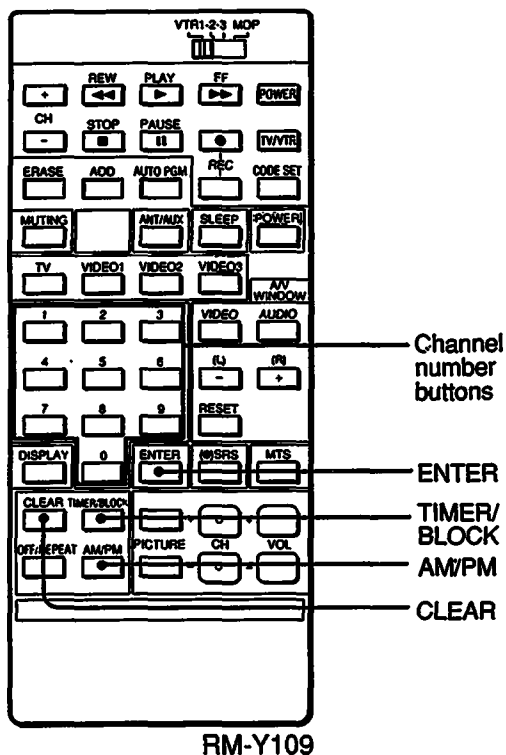 VTR1-2-3 MOP
REW PLAY FF
+ POWER
CH STOP PAUSE
- TV/VTR
REC
ERASE ADD AUTO PGM CODE SET
MUTING ANT/AUX SLEEP POWER
TV VIDEO1 VIDEO2 VIDEO3
A/V
WINDOW
1 2 3 VIDEO AUDIO
Channel
number
buttons
4 5 6 (L) (R)
- +
7 8 9 RESET
DISPLAY 0 ENTER SRS MTS
ENTER
CLEAR TIMER/BLOCK
TIMER/
BLOCK
OFF/REPEAT AM/PM PICTURE CH VOL
AM/PM
CLEAR
RM-Y109